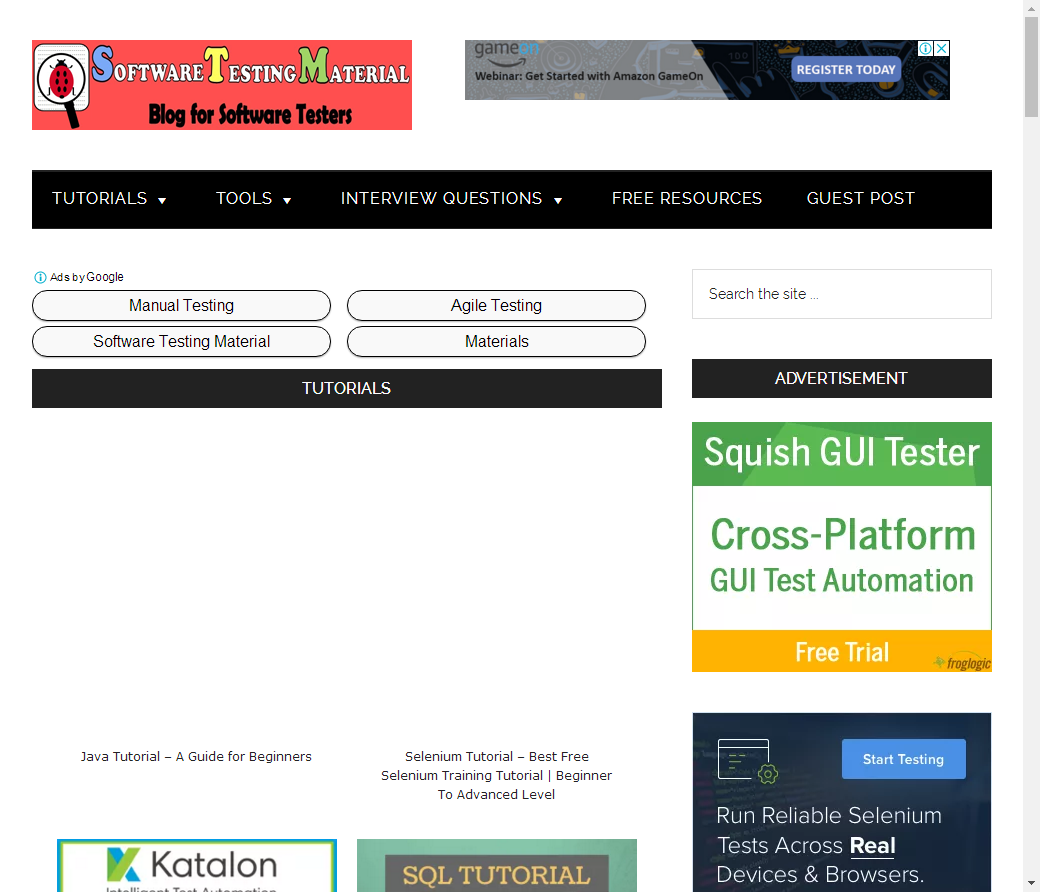 SOFTWARE TESTING MATERIAL
Blog for Software Testers
gameon
Webinar: Get Started with Amazon GameOn
REGISTER TODAY
TUTORIALS
TOOLS
INTERVIEW QUESTIONS
FREE RESOURCES
GUEST POST
Ads by Google
Manual Testing
Agile Testing
Software Testing Material
Materials
TUTORIALS
Search the site ...
ADVERTISEMENT
Squish GUI Tester
Cross-Platform
GUI Test Automation
Free Trial
froglogic
Java Tutorial – A Guide for Beginners
Selenium Tutorial – Best Free
Selenium Training Tutorial | Beginner
To Advanced Level
Start Testing
Run Reliable Selenium
Tests Across Real
Devices & Browsers.
Katalon
Intelligent Test Automation
SQL TUTORIAL